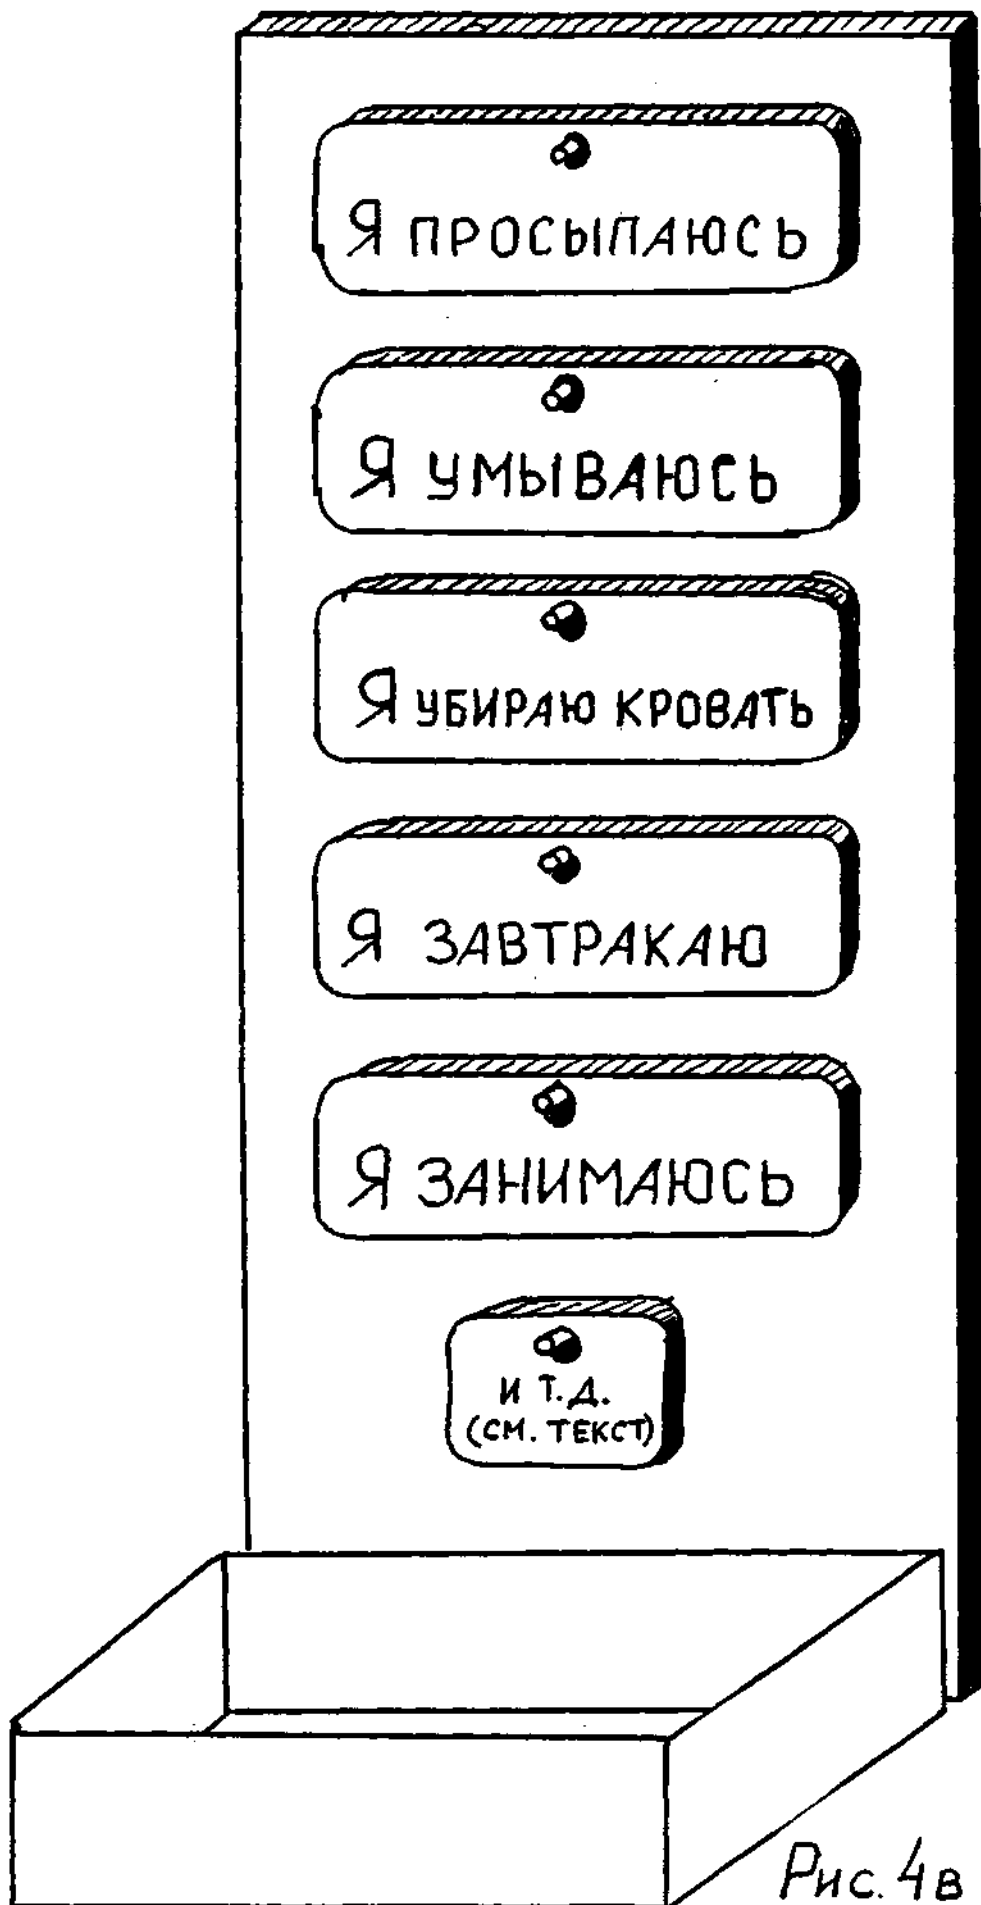 Я ПРОСЫПАЮСЬ
Я УМЫВАЮСЬ
Я УБИРАЮ КРОВАТЬ
Я ЗАВТРАКАЮ
Я ЗАНИМАЮСЬ
И Т.Д.
(СМ. ТЕКСТ)
Рис. 4в